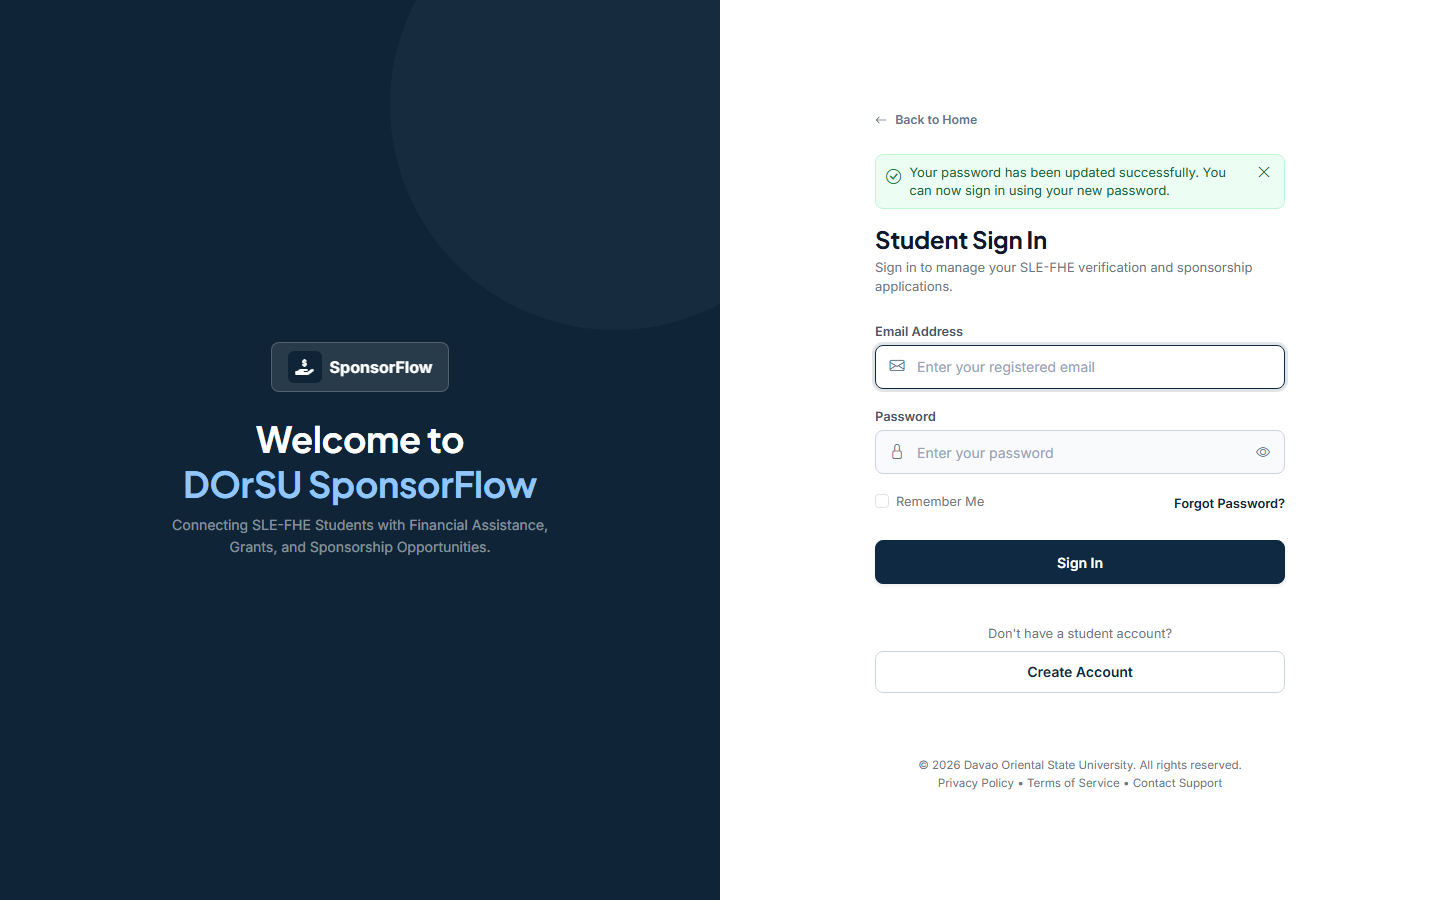 SponsorFlow
Welcome to
DOrSU SponsorFlow
Connecting SLE-FHE Students with Financial Assistance,
Grants, and Sponsorship Opportunities.
Back to Home
Your password has been updated successfully. You
can now sign in using your new password.
Student Sign In
Sign in to manage your SLE-FHE verification and sponsorship
applications.
Email Address
Enter your registered email
Password
Enter your password
Remember Me
Forgot Password?
Sign In
Don't have a student account?
Create Account
© 2026 Davao Oriental State University. All rights reserved.
Privacy Policy • Terms of Service • Contact Support